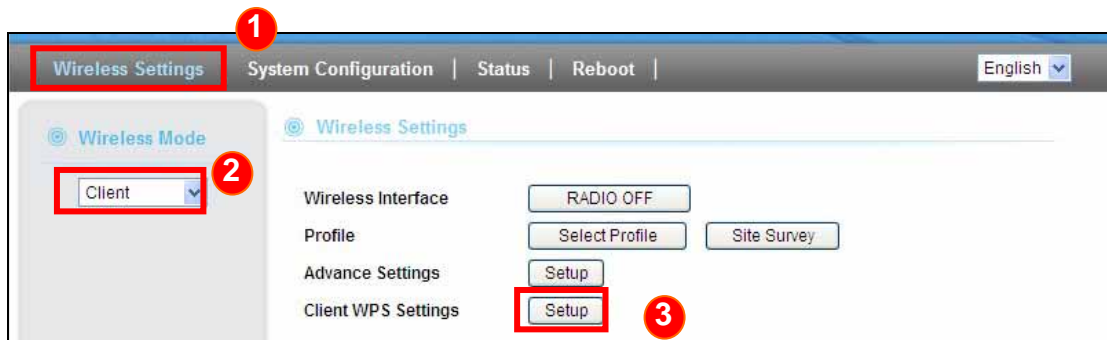 1
Wireless Settings System Configuration | Status | Reboot | English
Wireless Mode
Client
2
Wireless Settings
Wireless Interface RADIO OFF
Profile Select Profile Site Survey
Advance Settings Setup
Client WPS Settings Setup
3